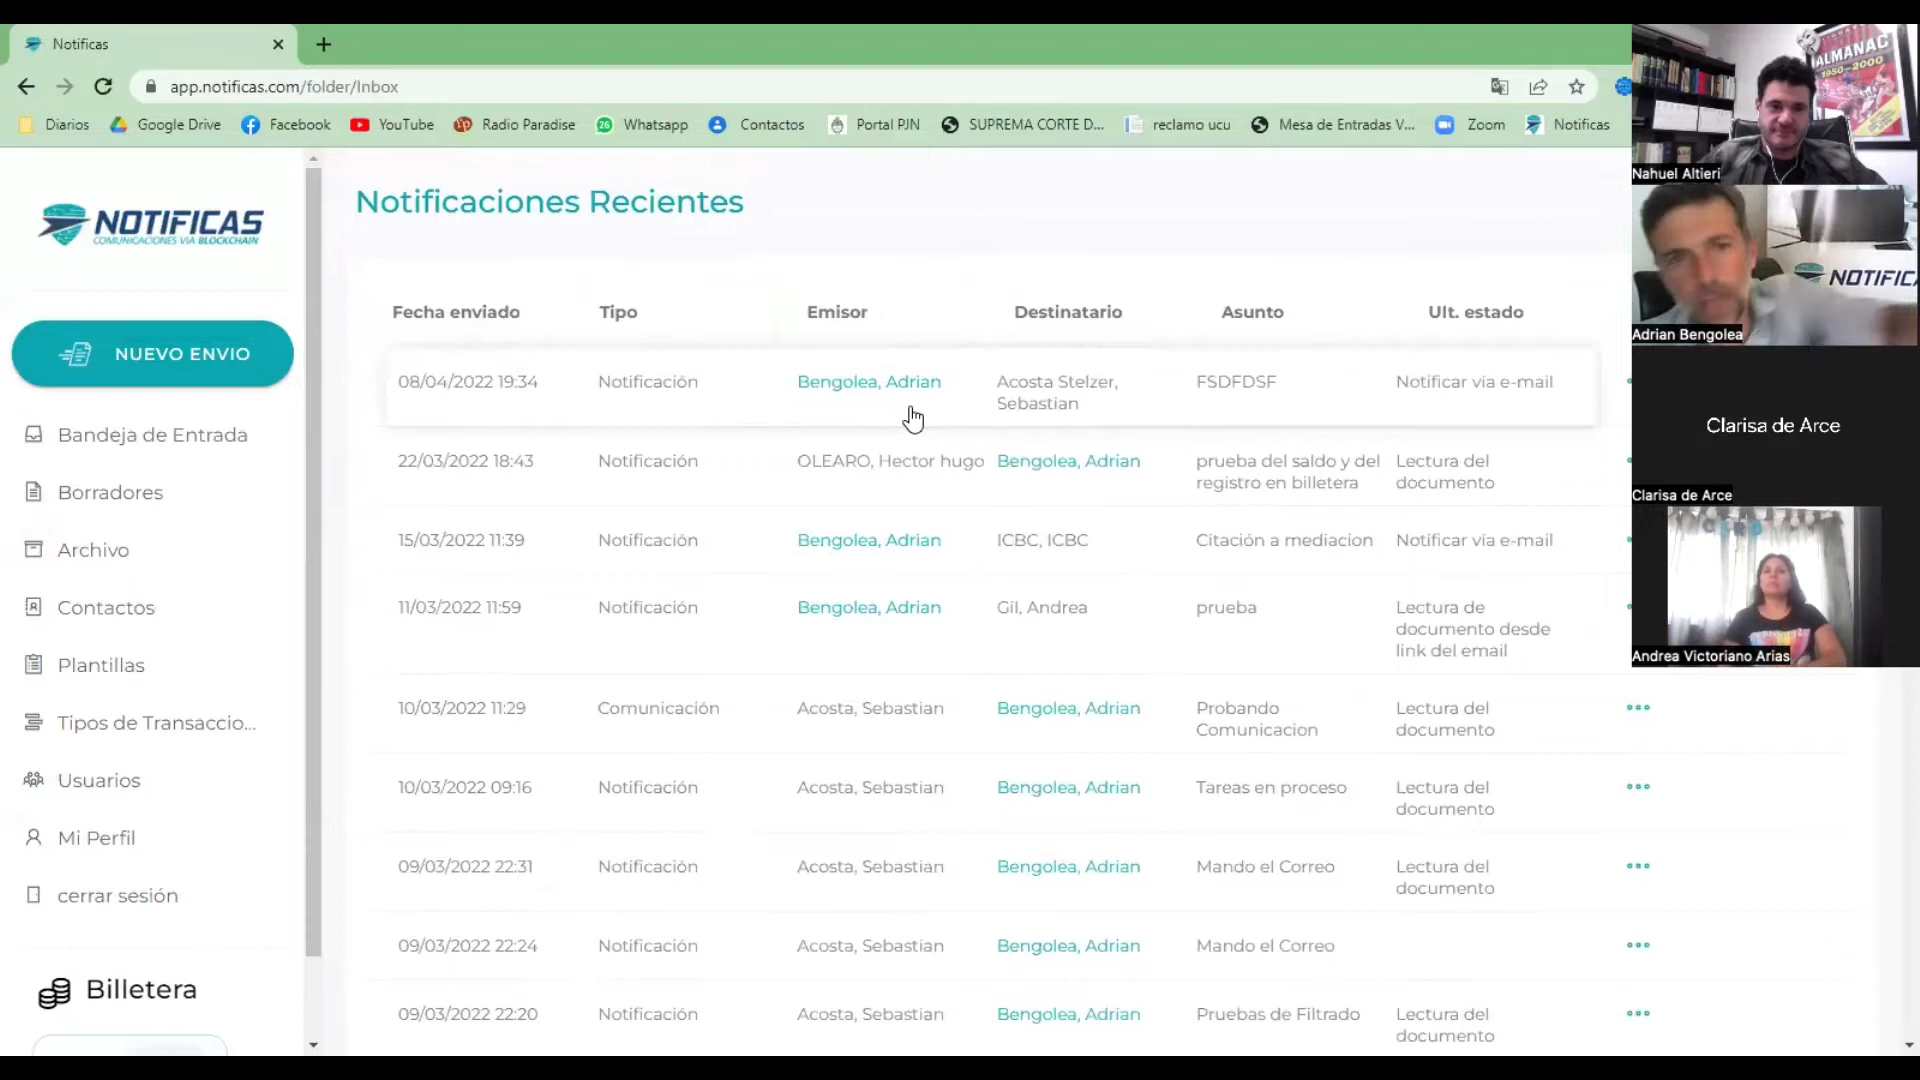 Notificas
app.notificas.com/folder/Inbox
Diarios
Google Drive
Facebook
YouTube
Radio Paradise
Whatsapp
Contactos
Portal PJN
SUPREMA CORTE D...
reclamo ucu
Mesa de Entradas V...
Zoom
Notificas
NOTIFICAS
COMUNICACIONES VIA BLOCKCHAIN
NUEVO ENVIO
Bandeja de Entrada
Borradores
Archivo
Contactos
Plantillas
Tipos de Transaccio...
Usuarios
Mi Perfil
cerrar sesión
Billetera
Notificaciones Recientes
Fecha enviado Tipo Emisor Destinatario Asunto Ult. estado
08/04/2022 19:34 Notificación Bengolea, Adrian Acosta Stelzer, FSDFDSF Notificar vía e-mail
Sebastian
22/03/2022 18:43 Notificación OLEARO, Hector hugo Bengolea, Adrian prueba del saldo y del Lectura del
registro en billetera documento
15/03/2022 11:39 Notificación Bengolea, Adrian ICBC, ICBC Citación a mediacion Notificar vía e-mail
11/03/2022 11:59 Notificación Bengolea, Adrian Gil, Andrea prueba Lectura de
documento desde
link del email
10/03/2022 11:29 Comunicación Acosta, Sebastian Bengolea, Adrian Probando Lectura del
Comunicacion documento
10/03/2022 09:16 Notificación Acosta, Sebastian Bengolea, Adrian Tareas en proceso Lectura del
documento
09/03/2022 22:31 Notificación Acosta, Sebastian Bengolea, Adrian Mando el Correo Lectura del
documento
09/03/2022 22:24 Notificación Acosta, Sebastian Bengolea, Adrian Mando el Correo
09/03/2022 22:20 Notificación Acosta, Sebastian Bengolea, Adrian Pruebas de Filtrado Lectura del
documento
ALMANAC
1950-2000
Nahuel Altieri
NOTIFICA
Adrian Bengolea
Clarisa de Arce
Clarisa de Arce
Andrea Victoriano Arias